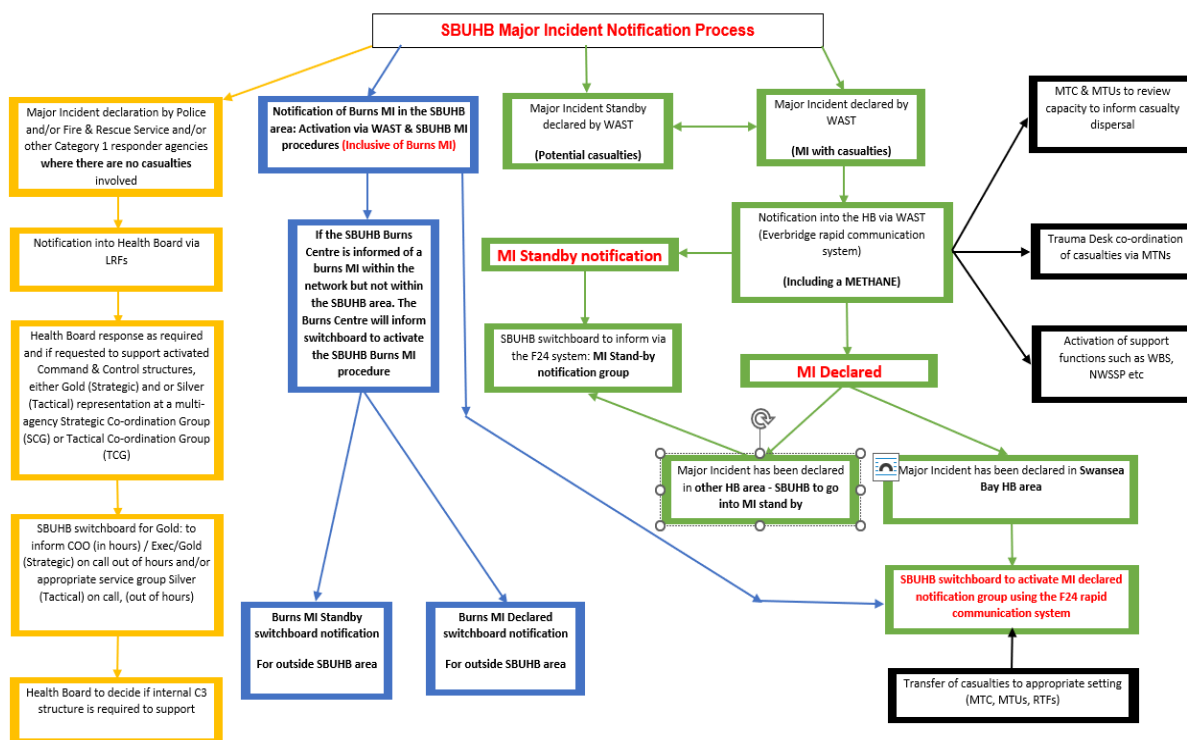 SBUHB Major Incident Notification Process
Major Incident declaration by Police
and/or Fire & Rescue Service and/or
other Category 1 responder agencies
where there are no casualties
involved
Notification into Health Board via
LRFs
Health Board response as required
and if requested to support activated
Command & Control structures,
either Gold (Strategic) and or Silver
(Tactical) representation at a multi-
agency Strategic Co-ordination Group
(SCG) or Tactical Co-ordination Group
(TCG)
SBUHB switchboard for Gold: to
inform COO (in hours) / Exec/Gold
(Strategic) on call out of hours and/or
appropriate service group Silver
(Tactical) on call, (out of hours)
Health Board to decide if internal C3
structure is required to support
Notification of Burns MI in the SBUHB
area: Activation via WAST & SBUHB MI
procedures (Inclusive of Burns MI)
If the SBUHB Burns
Centre is informed of a
burns MI within the
network but not within
the SBUHB area. The
Burns Centre will inform
switchboard to activate
the SBUHB Burns MI
procedure
Burns MI Standby
switchboard notification
For outside SBUHB area
Burns MI Declared
switchboard notification
For outside SBUHB area
Major Incident Standby
declared by WAST
(Potential casualties)
Major Incident declared by
WAST
(MI with casualties)
Notification into the HB via WAST
(Everbridge rapid communication
system)
(Including a METHANE)
MI Standby notification
SBUHB switchboard to inform via
the F24 system: MI Stand-by
notification group
MI Declared
Major Incident has been declared
in other HB area - SBUHB to go
into MI stand by
Major Incident has been declared in Swansea
Bay HB area
SBUHB switchboard to activate MI declared
notification group using the F24 rapid
communication system
Transfer of casualties to appropriate setting
(MTC, MTUs, RTFs)
MTC & MTUs to review
capacity to inform casualty
dispersal
Trauma Desk co-ordination
of casualties via MTNs
Activation of support
functions such as WBS,
NWSSP etc